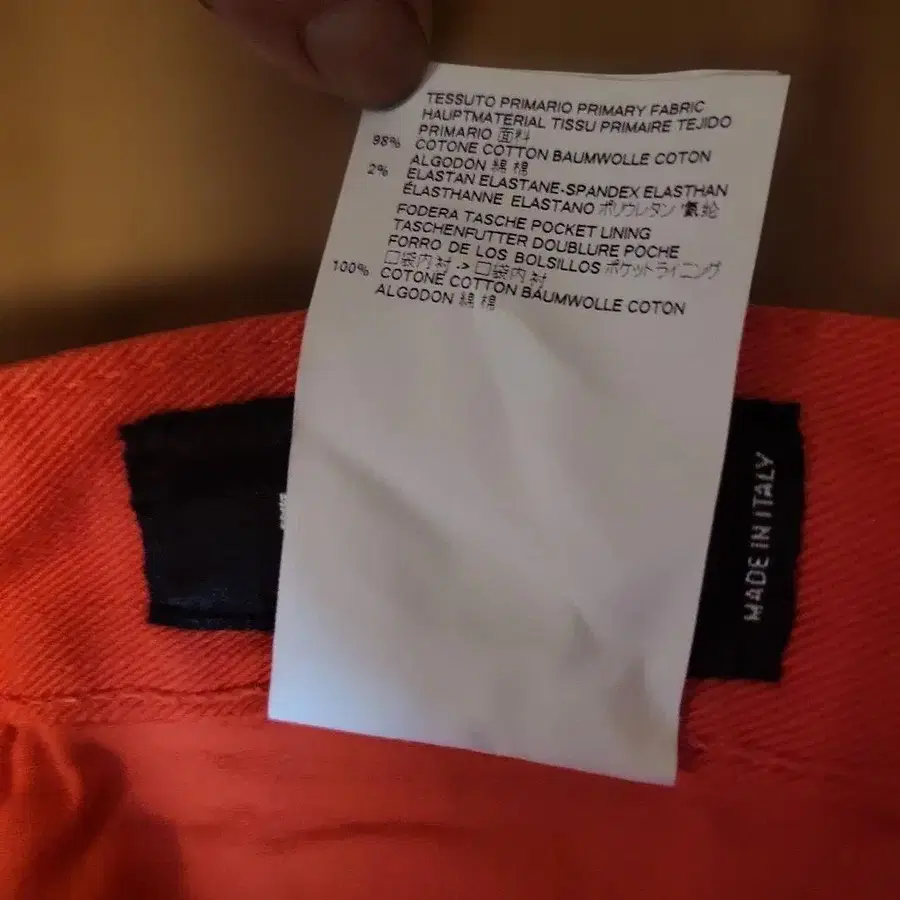 TESSUTO PRIMARIO PRIMARY FABRIC
HAUPTMATERIAL TISSU PRIMAIRE TEJIDO
PRIMARIO 面料
98% COTONE COTTON BAUMWOLLE COTON
ALGODON 綿 棉
2% ELASTAN ELASTANE-SPANDEX ELASTHAN
ÉLASTHANNE ELASTANO ポリウレタン 氨纶
FODERA TASCHE POCKET LINING
TASCHENFUTTER DOUBLURE POCHE
FORRO DE LOS BOLSILLOS ポケットライニング
口袋内衬 -> 口袋内衬
100% COTONE COTTON BAUMWOLLE COTON
ALGODON 綿 棉
MADE IN ITALY